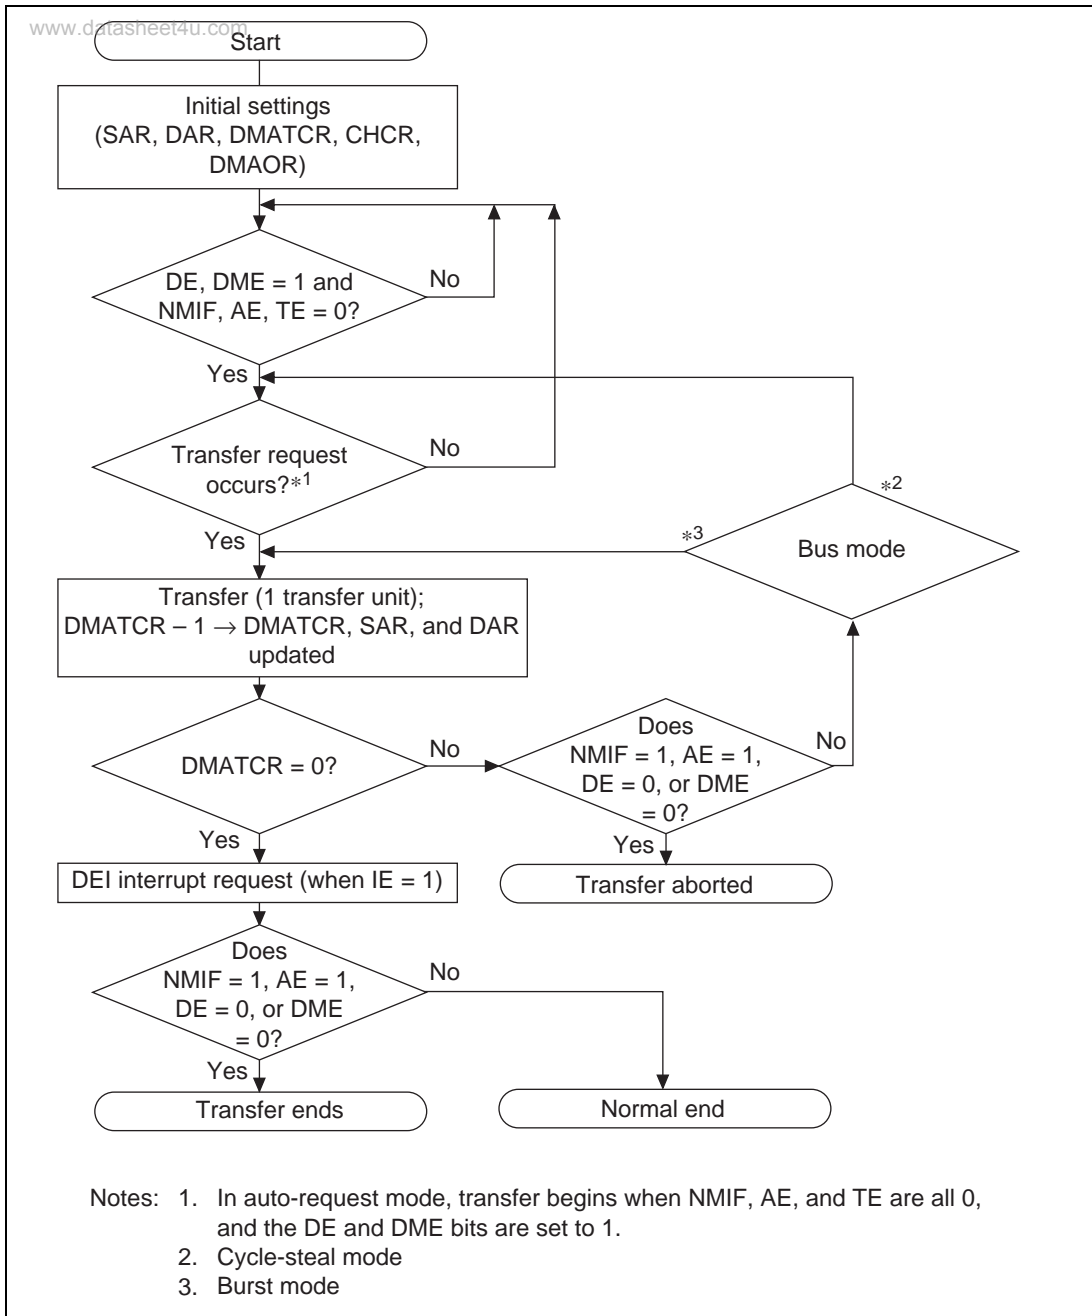 www.datasheet4u.com
Start
Initial settings
(SAR, DAR, DMATCR, CHCR,
DMAOR)
DE, DME = 1 and
NMIF, AE, TE = 0?
No
Yes
Transfer request
occurs?*1
No
Yes
*2
*3
Bus mode
Transfer (1 transfer unit);
DMATCR – 1 → DMATCR, SAR, and DAR
updated
DMATCR = 0?
No
Does
NMIF = 1, AE = 1,
DE = 0, or DME
= 0?
No
Yes
Yes
DEI interrupt request (when IE = 1)
Transfer aborted
Does
NMIF = 1, AE = 1,
DE = 0, or DME
= 0?
No
Yes
Transfer ends
Normal end
Notes: 1. In auto-request mode, transfer begins when NMIF, AE, and TE are all 0,
and the DE and DME bits are set to 1.
2. Cycle-steal mode
3. Burst mode